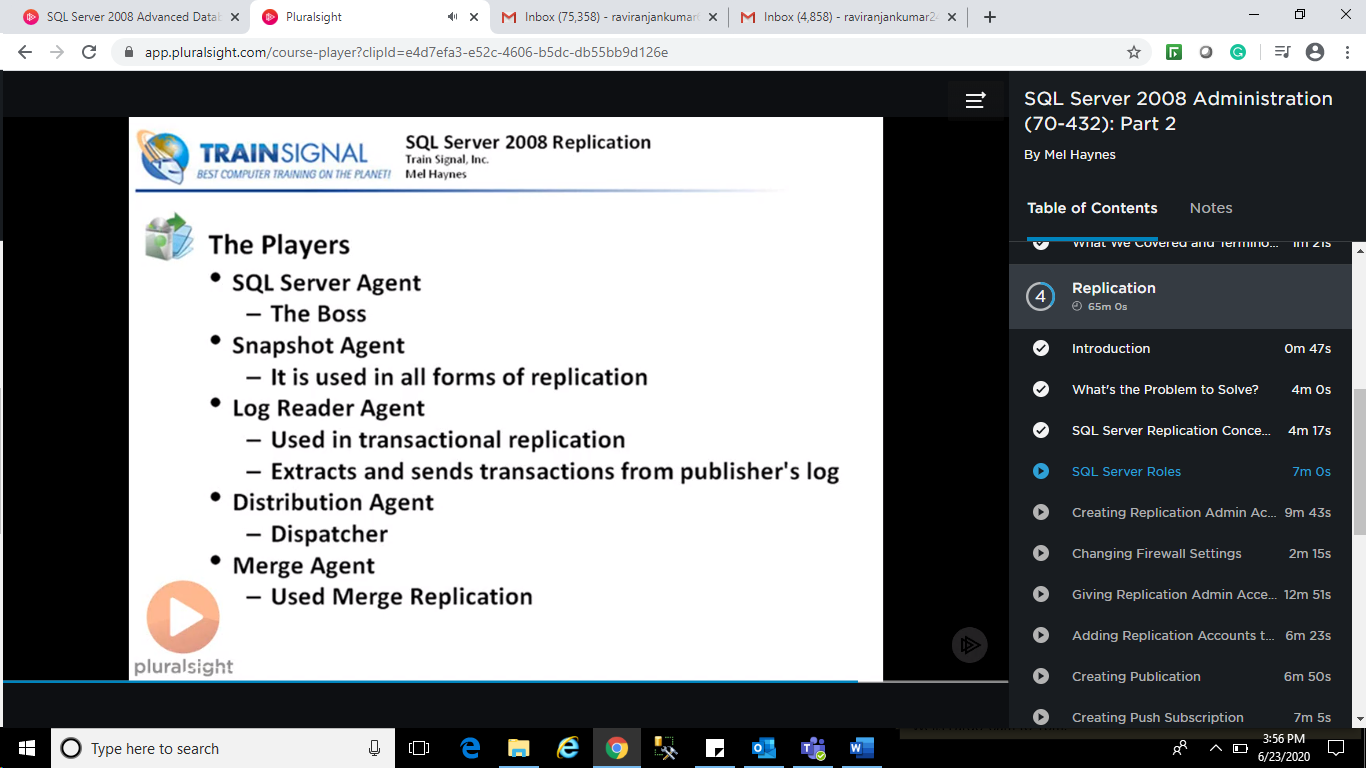 SQL Server 2008 Advanced Datab
Pluralsight
Inbox (75,358) - raviranjankumar
Inbox (4,858) - raviranjankumar2
app.pluralsight.com/course-player?clipId=e4d7efa3-e52c-4606-b5dc-db55bb9d126e
TRAINSIGNAL
BEST COMPUTER TRAINING ON THE PLANET!
SQL Server 2008 Replication
Train Signal, Inc.
Mel Haynes
The Players
• SQL Server Agent
– The Boss
• Snapshot Agent
– It is used in all forms of replication
• Log Reader Agent
– Used in transactional replication
– Extracts and sends transactions from publisher's log
• Distribution Agent
– Dispatcher
• Merge Agent
– Used Merge Replication
pluralsight
SQL Server 2008 Administration
(70-432): Part 2
By Mel Haynes
Table of Contents Notes
What We Covered and Termino... 1m 21s
4 Replication
65m 0s
Introduction 0m 47s
What's the Problem to Solve? 4m 0s
SQL Server Replication Conce... 4m 17s
SQL Server Roles 7m 0s
Creating Replication Admin Ac... 9m 43s
Changing Firewall Settings 2m 15s
Giving Replication Admin Acce... 12m 51s
Adding Replication Accounts t... 6m 23s
Creating Publication 6m 50s
Creating Push Subscription 7m 5s
Type here to search
3:56 PM
6/23/2020